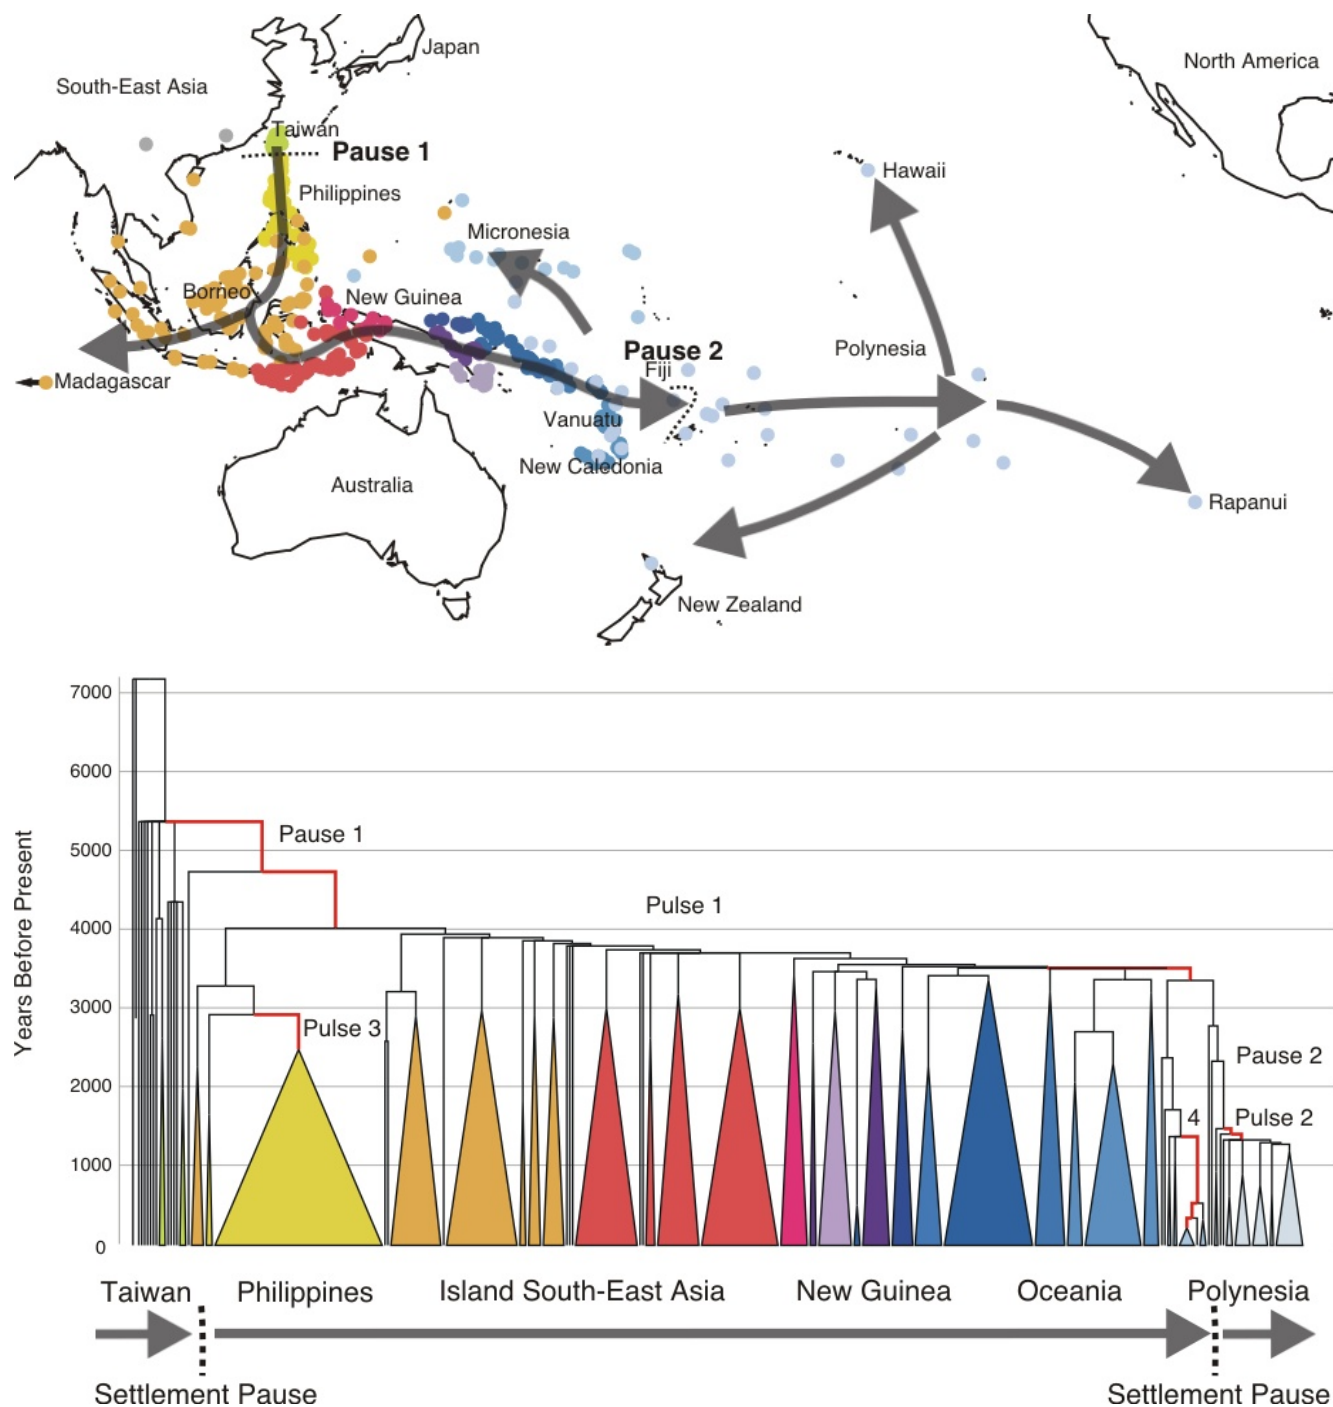 Japan
North America
South-East Asia
Taiwan
Pause 1
Hawaii
Philippines
Micronesia
Borneo
New Guinea
Pause 2
Polynesia
Fiji
Madagascar
Vanuatu
New Caledonia
Australia
Rapanui
New Zealand
Years Before Present
7000
6000
5000
4000
3000
2000
1000
0
Pause 1
Pulse 1
Pulse 3
Pause 2
4
Pulse 2
Taiwan
Philippines
Island South-East Asia
New Guinea
Oceania
Polynesia
Settlement Pause
Settlement Pause